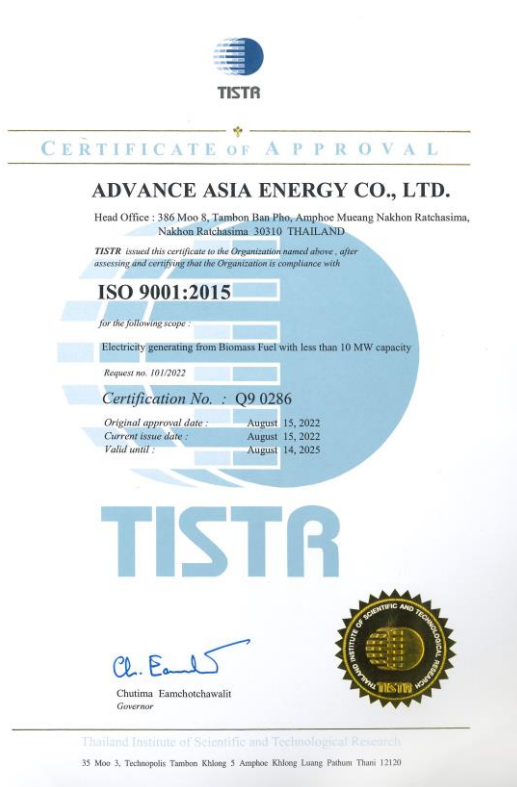 TISTR
CERTIFICATE OF APPROVAL
ADVANCE ASIA ENERGY CO., LTD.
Head Office : 386 Moo 8, Tambon Ban Pho, Amphoe Mueang Nakhon Ratchasima,
Nakhon Ratchasima 30310 THAILAND
TISTR issued this certificate to the Organization named above , after
assessing and certifying that the Organization is compliance with
ISO 9001:2015
for the following scope :
Electricity generating from Biomass Fuel with less than 10 MW capacity
Request no. 101/2022
Certification No. : Q9 0286
Original approval date : August 15, 2022
Current issue date : August 15, 2022
Valid until : August 14, 2025
TISTR
THAILAND INSTITUTE OF SCIENTIFIC AND TECHNOLOGICAL RESEARCH
TISTR
Chutima Eamchotchawalit
Governor
Thailand Institute of Scientific and Technological Research
35 Moo 3, Technopolis Tambon Khlong 5 Amphoe Khlong Luang Pathum Thani 12120